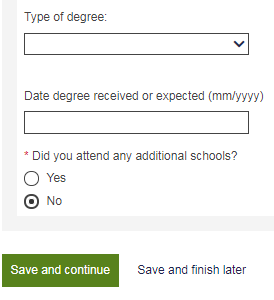 Type of degree:
Date degree received or expected (mm/yyyy)
* Did you attend any additional schools?
Yes
No
Save and continue Save and finish later